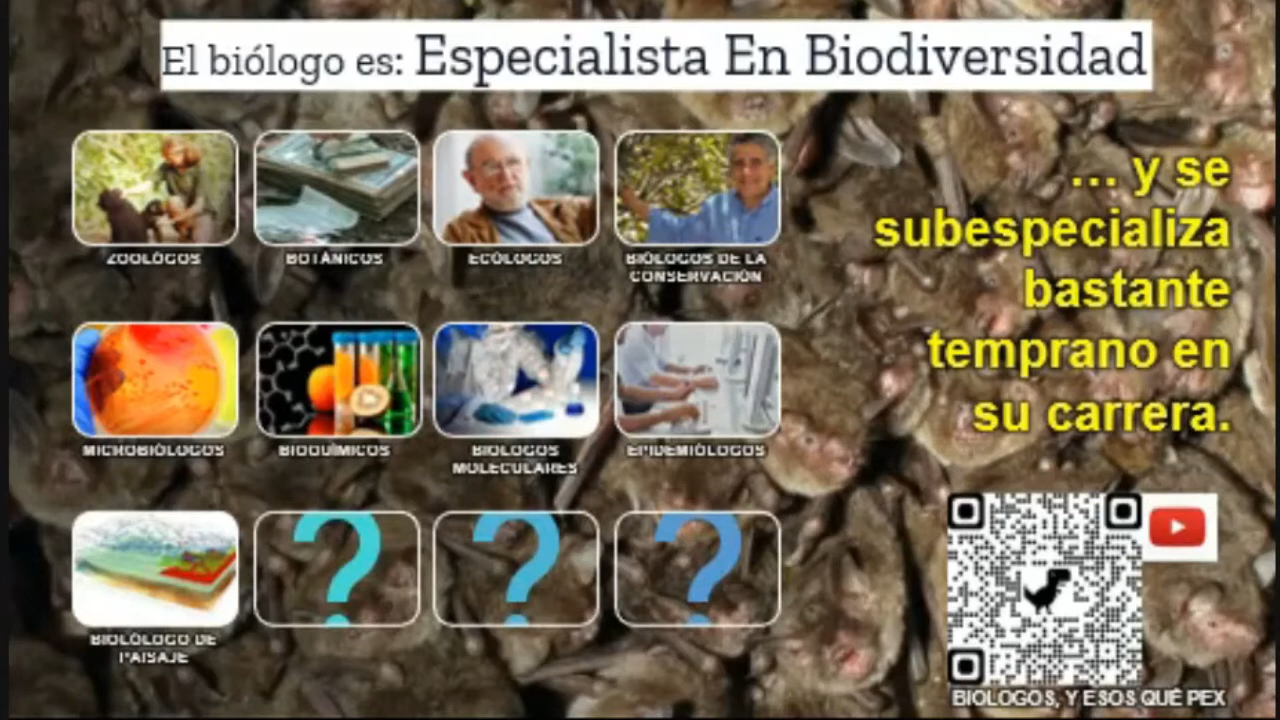 El biólogo es: Especialista En Biodiversidad
... y se
subespecializa
bastante
temprano en
su carrera.
ZOÓLOGOS
BOTÁNICOS
ECÓLOGOS
BIÓLOGOS DE LA
CONSERVACIÓN
MICROBIÓLOGOS
BIOQUÍMICOS
BIÓLOGOS
MOLECULARES
EPIDEMIÓLOGOS
BIOLÓLOGO DE
PAISAJE
?
?
?
BIOLOGOS, Y ESOS QUÉ PEX